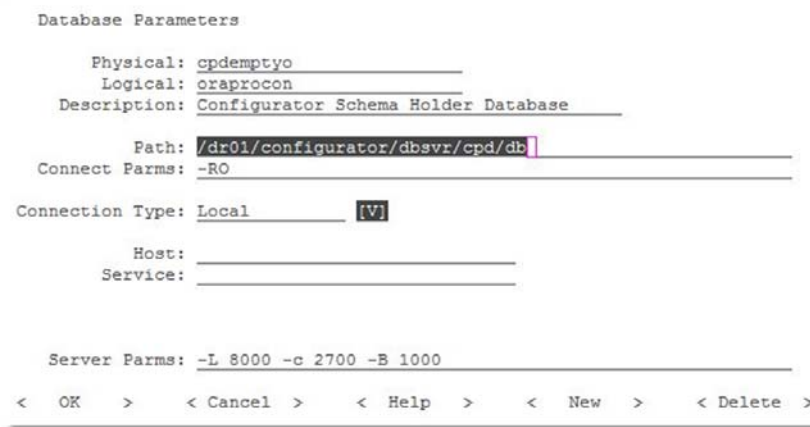 Database Parameters
Physical: cpdemptyo
Logical: oraprocon
Description: Configurator Schema Holder Database
Path: /dr01/configurator/dbsvr/cpd/db
Connect Parms: -RO
Connection Type: Local [V]
Host:
Service:
Server Parms: -L 8000 -c 2700 -B 1000
< OK > < Cancel > < Help > < New > < Delete >